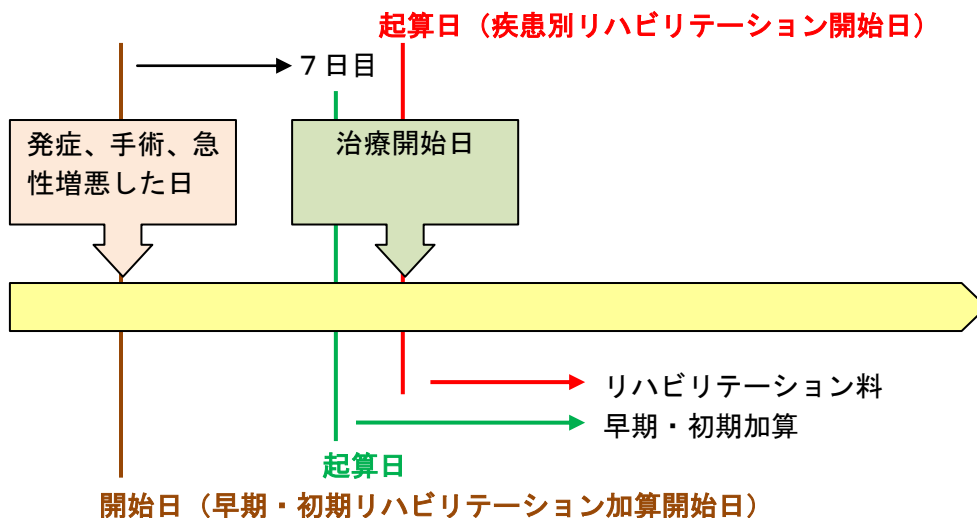 起算日（疾患別リハビリテーション開始日）
７日目
発症、手術、急
性増悪した日
治療開始日
リハビリテーション料
早期・初期加算
起算日
開始日（早期・初期リハビリテーション加算開始日）